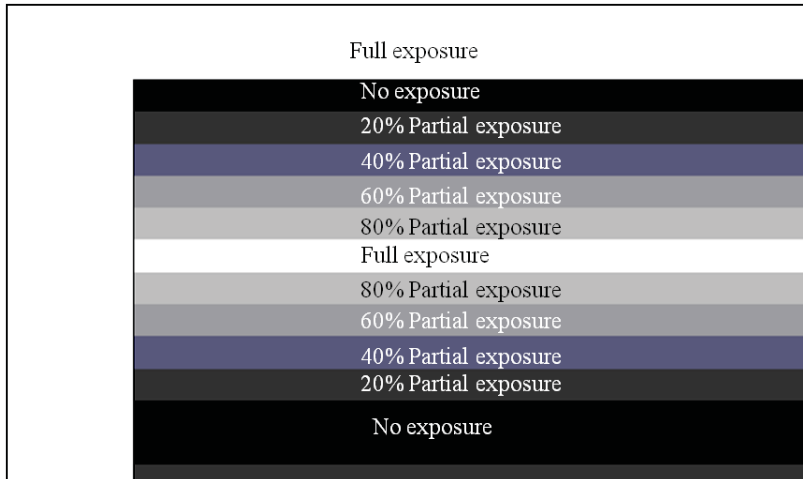 Full exposure
No exposure
20% Partial exposure
40% Partial exposure
60% Partial exposure
80% Partial exposure
Full exposure
80% Partial exposure
60% Partial exposure
40% Partial exposure
20% Partial exposure
No exposure